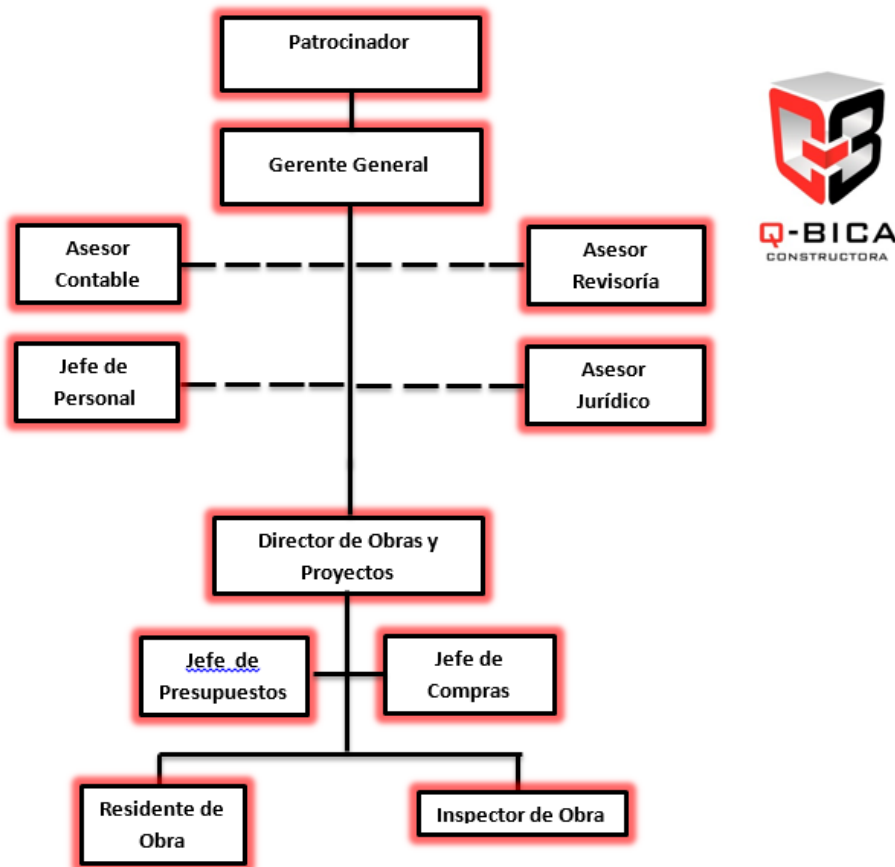 Patrocinador
Gerente General
Q-BICA
CONSTRUCTORA
Asesor
Contable
Asesor
Revisoría
Jefe de
Personal
Asesor
Jurídico
Director de Obras y
Proyectos
Jefe de
Presupuestos
Jefe de
Compras
Residente de
Obra
Inspector de Obra